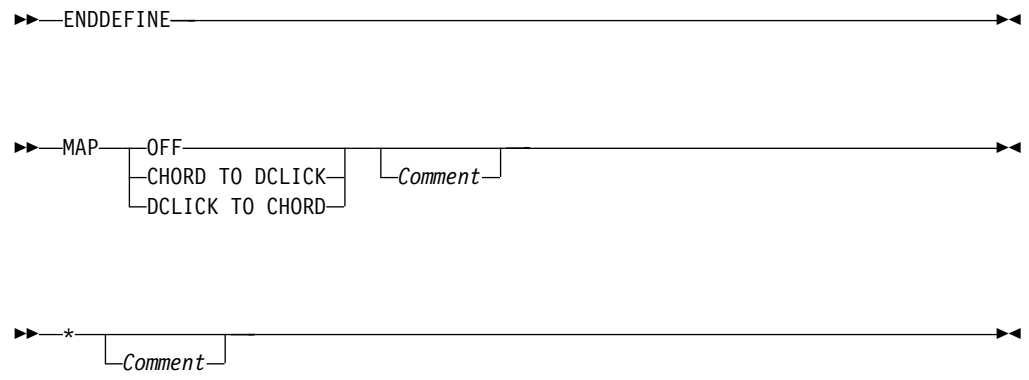 ENDDEFINE
MAP OFF
Comment
CHORD TO DCLICK
DCLICK TO CHORD
*
Comment